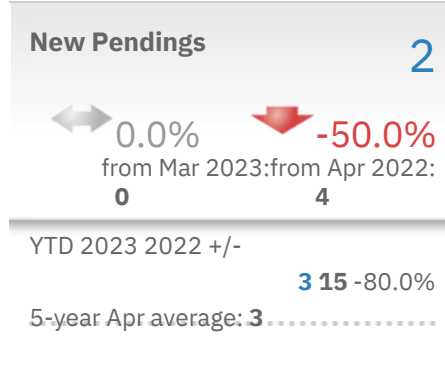 New Pendings
2
0.0% -50.0%
from Mar 2023:from Apr 2022:
0 4
YTD 2023 2022 +/-
3 15 -80.0%
5-year Apr average: 3